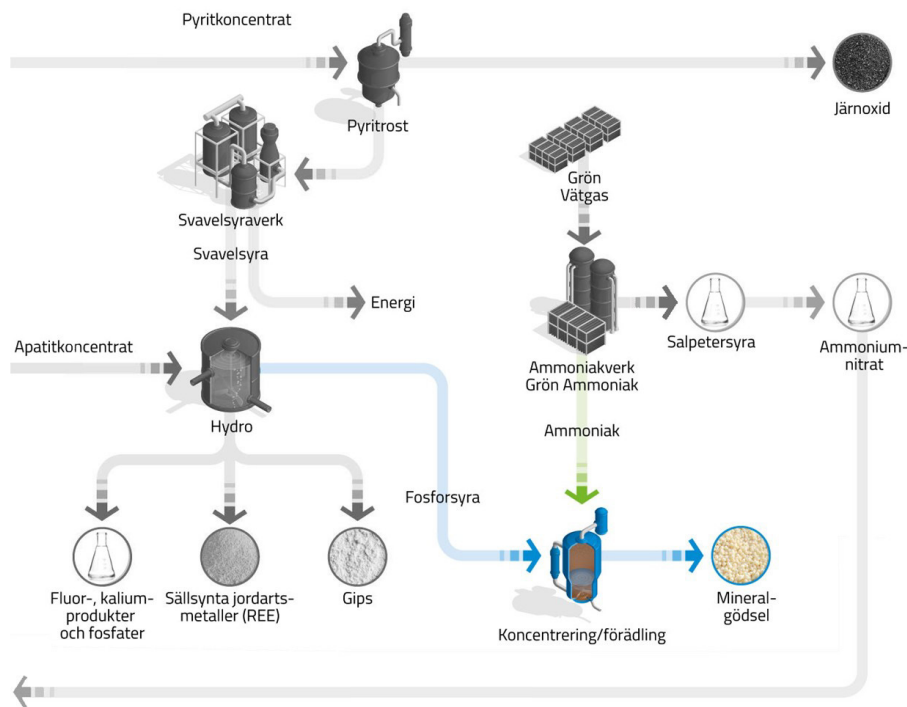 Pyritkoncentrat
Pyritrost
Järnoxid
Svavelsyraverk
Svavelsyra
Energi
Grön
Vätgas
Ammoniakverk
Grön Ammoniak
Salpetersyra
Ammonium-
nitrat
Apatitkoncentrat
Hydro
Ammoniak
Fosforsyra
Fluor-, kalium-
produkter
och fosfater
Sällsynta jordarts-
metaller (REE)
Gips
Koncentrering/förädling
Mineral-
gödsel